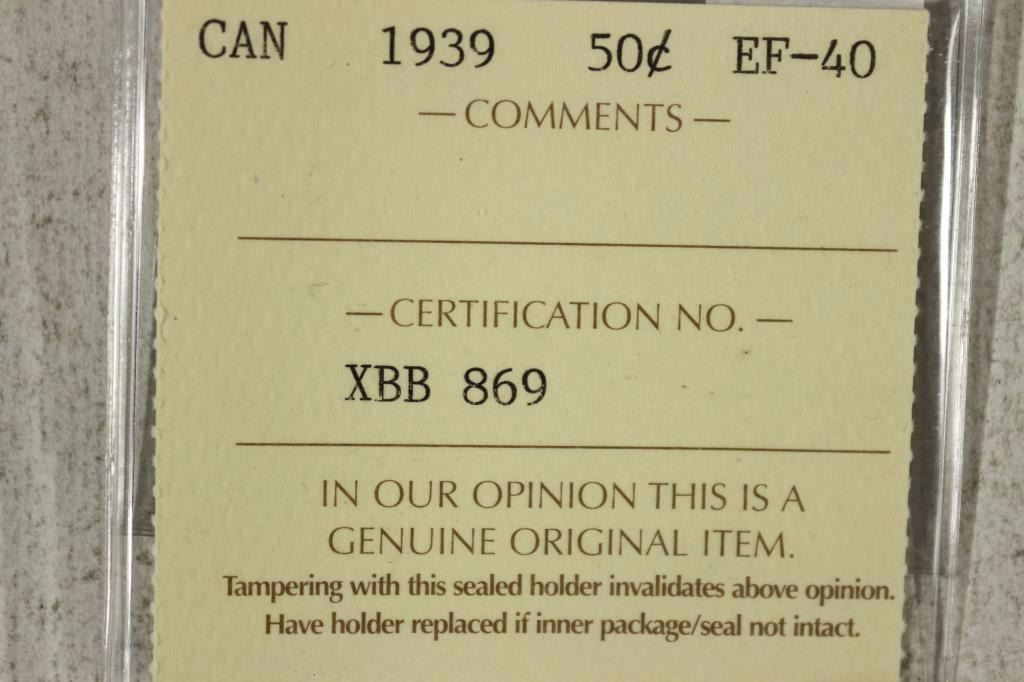 CAN 1939 50¢ EF-40
— COMMENTS —
— CERTIFICATION NO. —
XBB 869
IN OUR OPINION THIS IS A
GENUINE ORIGINAL ITEM.
Tampering with this sealed holder invalidates above opinion.
Have holder replaced if inner package/seal not intact.